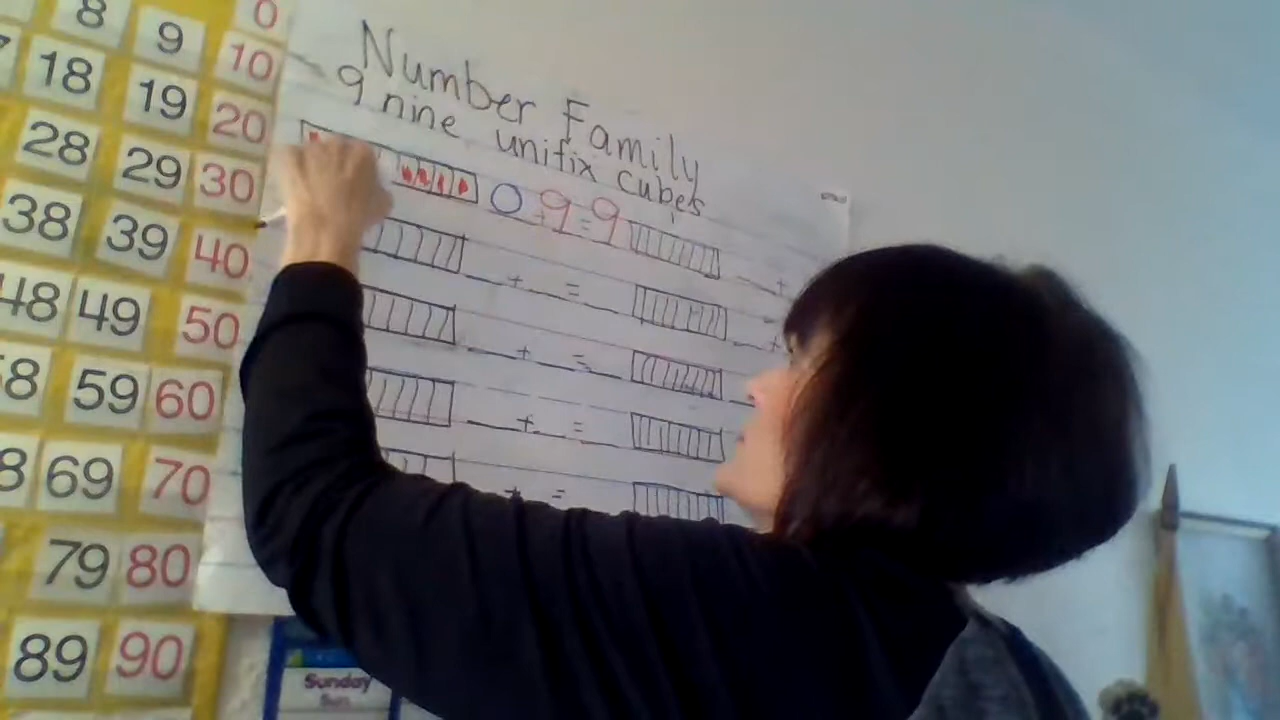 8 9 0
18 19 10
28 29 20
38 39 30
48 49 40
59 50
69 60
79 70
89 80
90
Number Family
9 nine unifix cubes
0 + 9 = 9
+ = +
+ = +
+ =
+ =
Sunday
Sun.